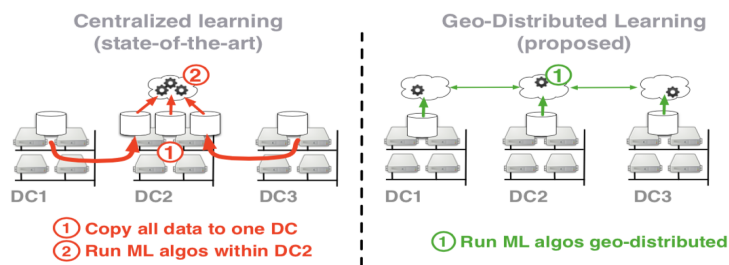 Centralized learning
(state-of-the-art)
2
1
DC1 DC2 DC3
1 Copy all data to one DC
2 Run ML algos within DC2
Geo-Distributed Learning
(proposed)
1
DC1 DC2 DC3
1 Run ML algos geo-distributed